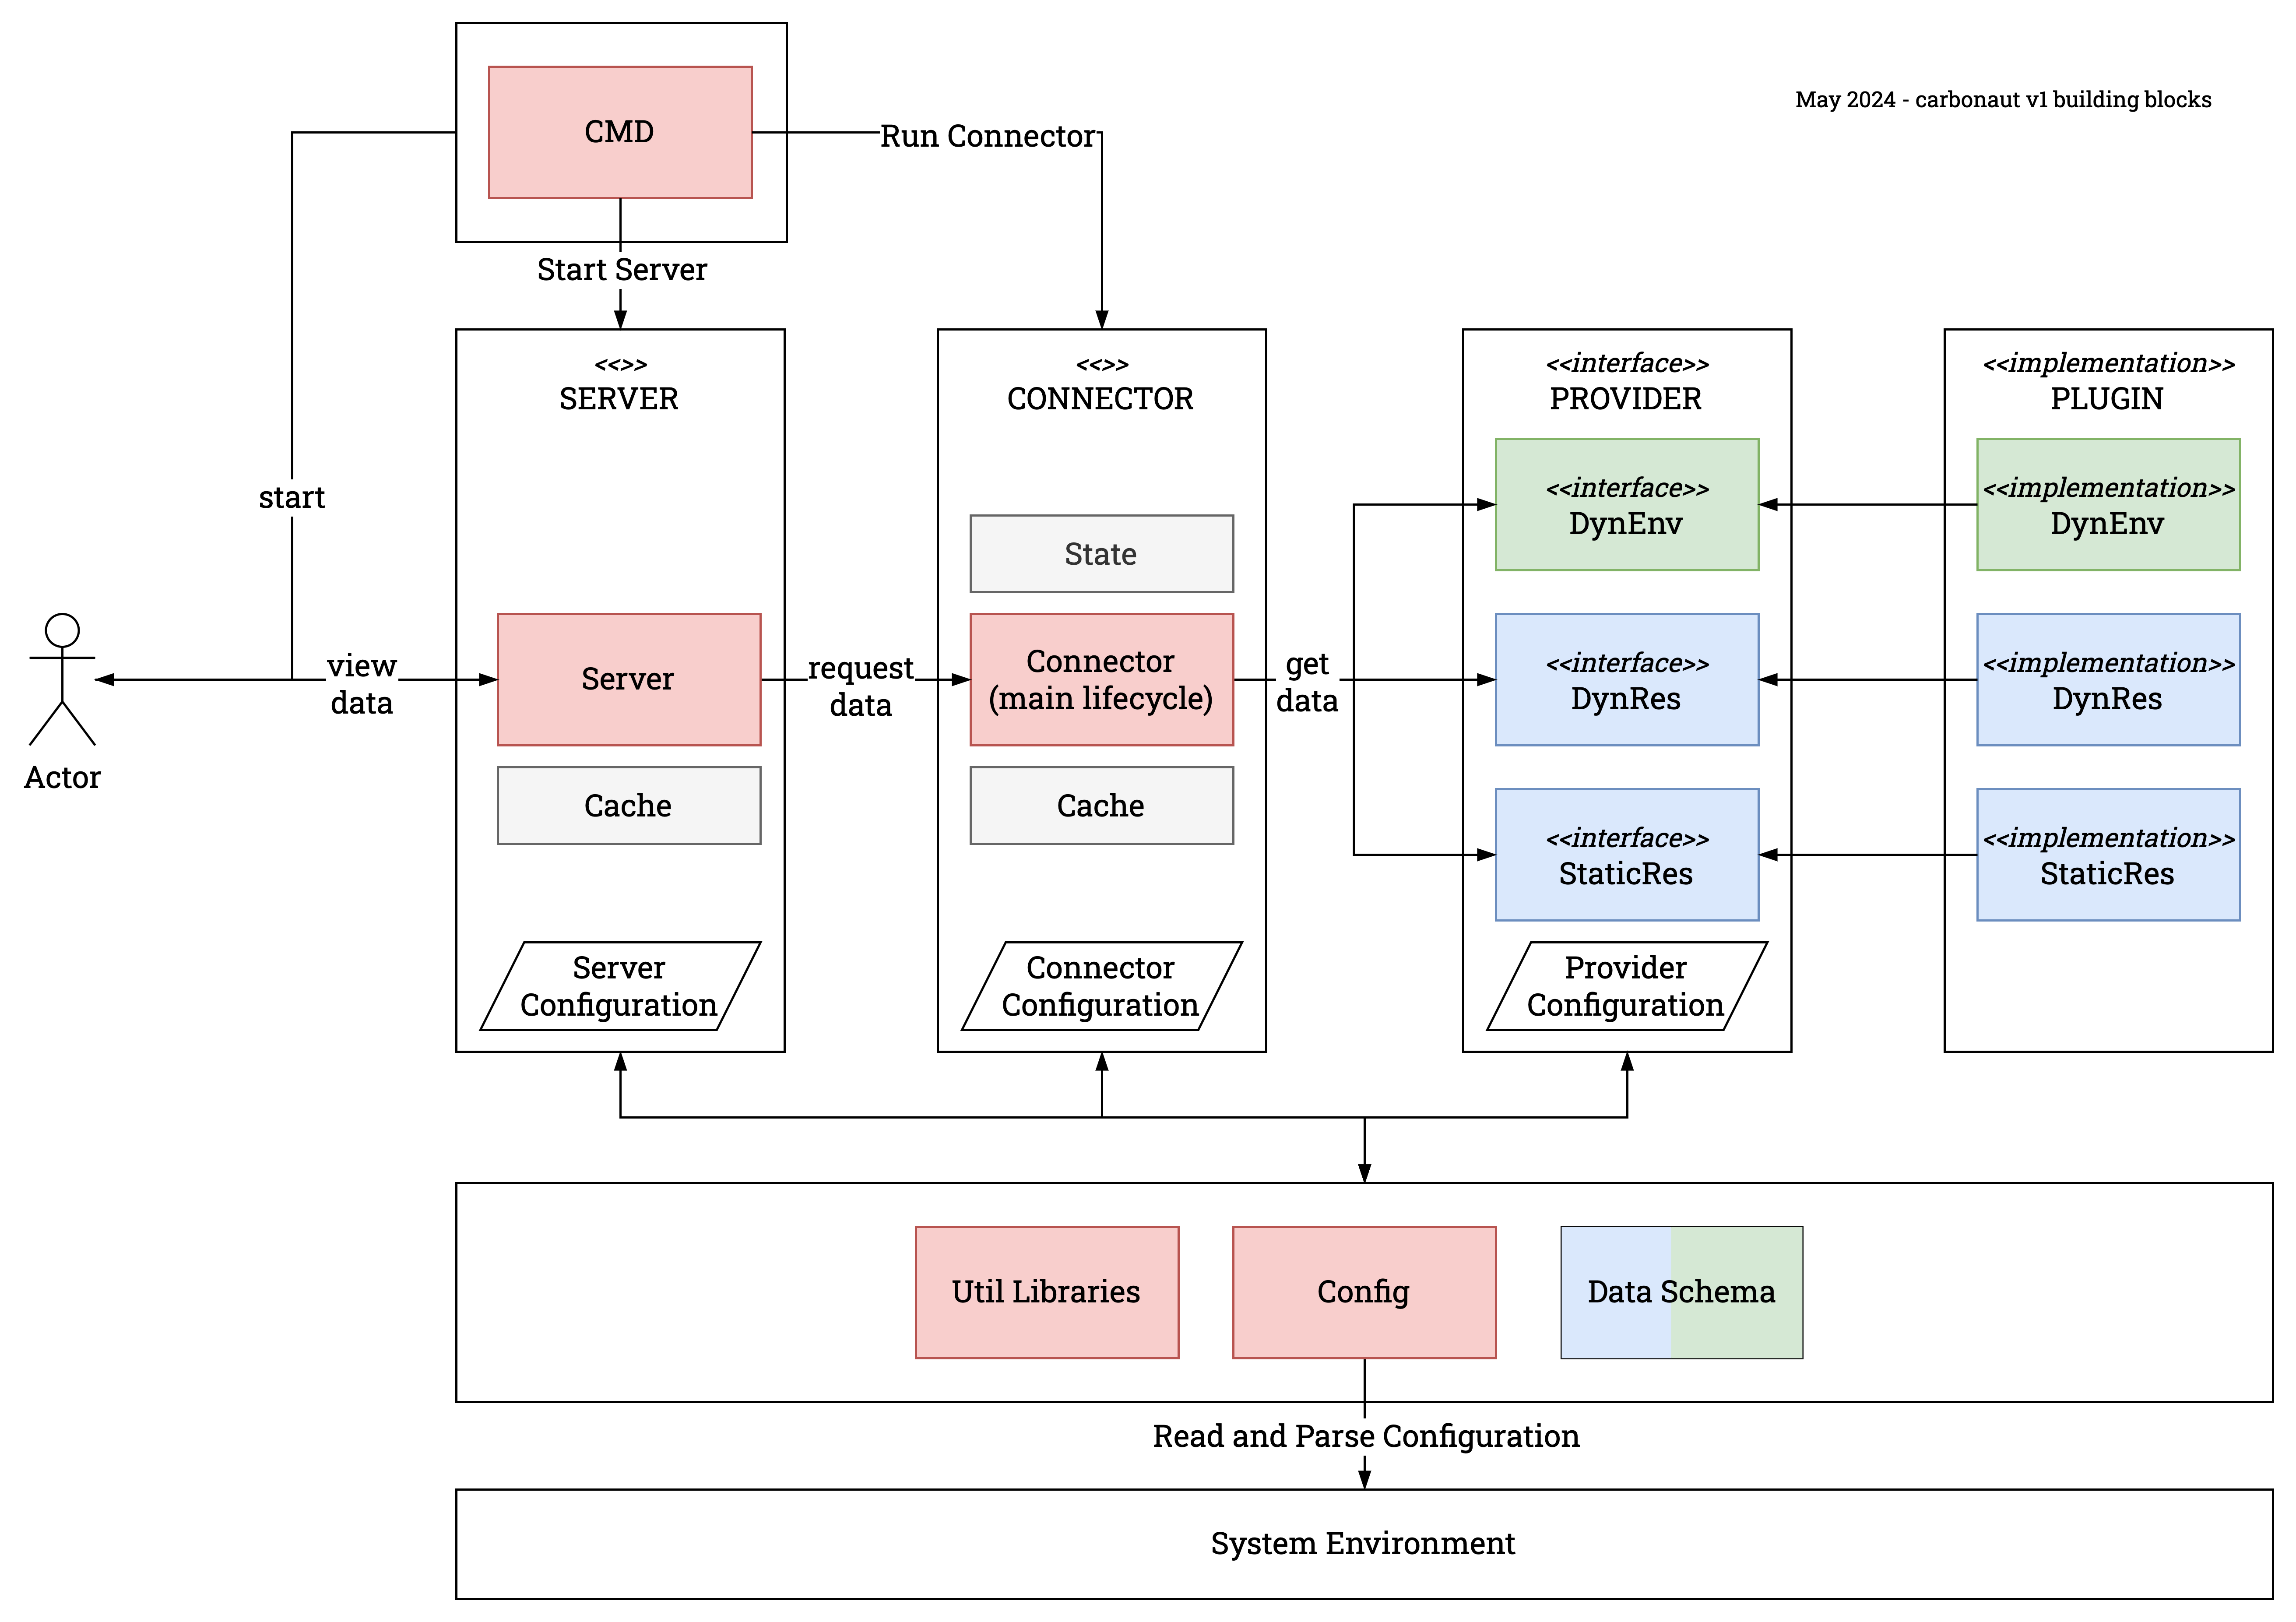 May 2024 - carbonaut v1 building blocks
CMD
Run Connector
Start Server
start
<<>>
SERVER
Server
Cache
Server
Configuration
<<>>
CONNECTOR
State
Connector
(main lifecycle)
Cache
Connector
Configuration
<<interface>>
PROVIDER
<<interface>>
DynEnv
<<interface>>
DynRes
<<interface>>
StaticRes
Provider
Configuration
<<implementation>>
PLUGIN
<<implementation>>
DynEnv
<<implementation>>
DynRes
<<implementation>>
StaticRes
Actor
view
data
request
data
get
data
Util Libraries
Config
Data Schema
Read and Parse Configuration
System Environment